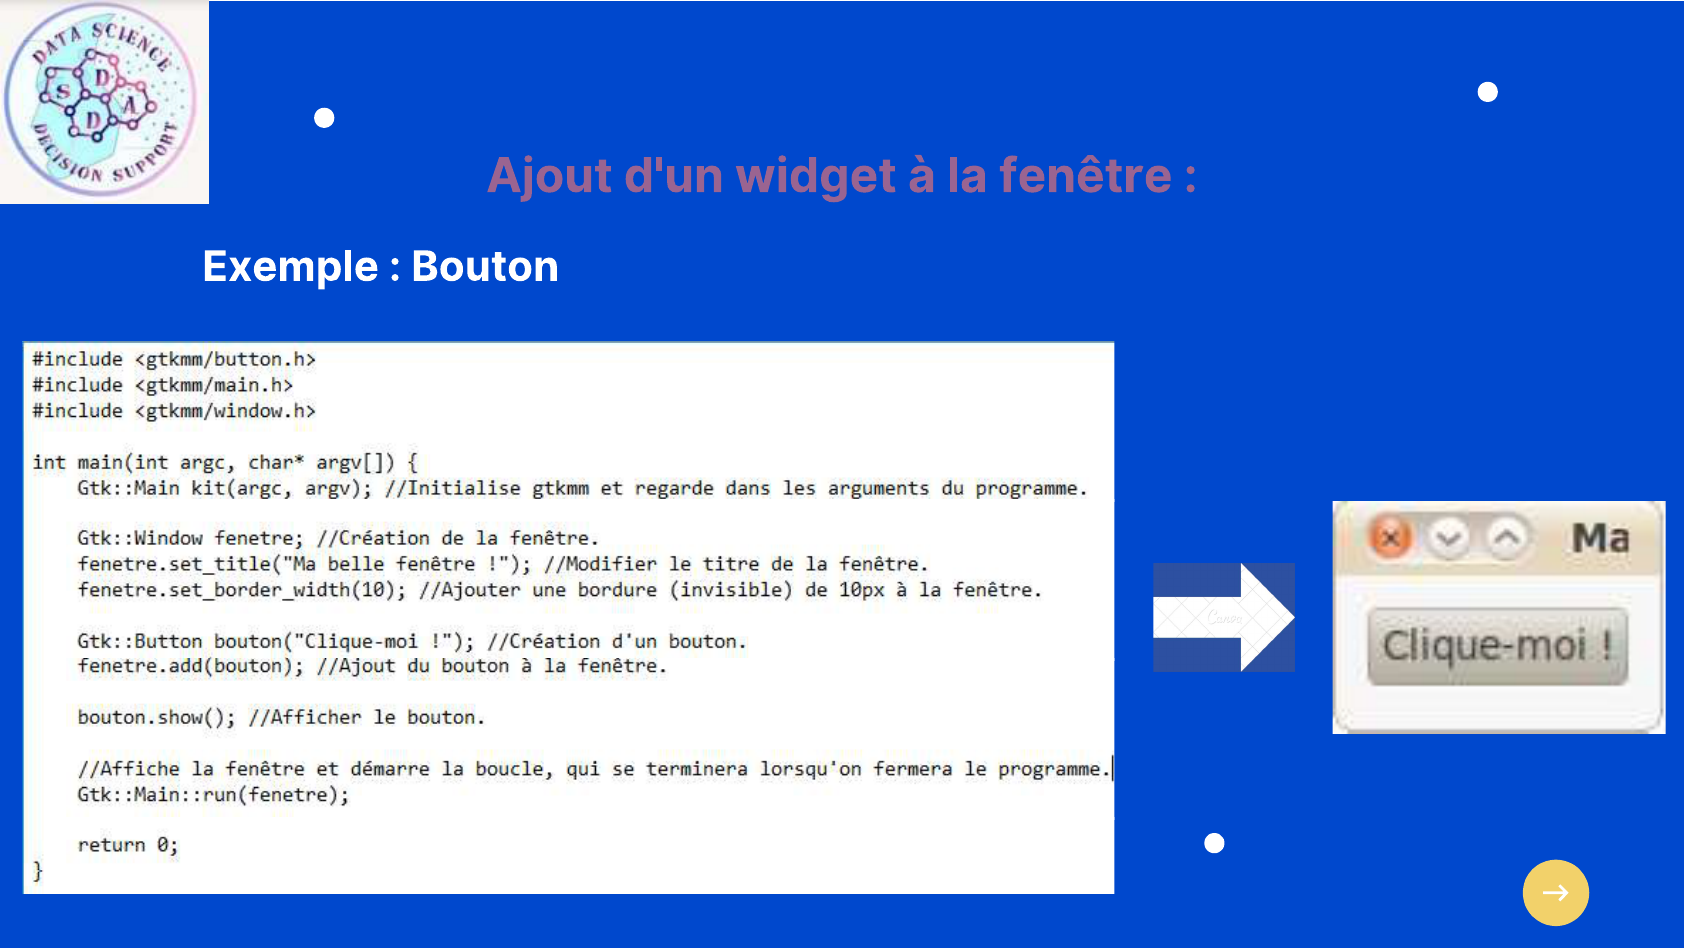 DATA SCIENCE
S D D A
DECISION SUPPORT
Ajout d'un widget à la fenêtre :
Exemple : Bouton
#include <gtkmm/button.h>
#include <gtkmm/main.h>
#include <gtkmm/window.h>
int main(int argc, char* argv[]) {
Gtk::Main kit(argc, argv); //Initialise gtkmm et regarde dans les arguments du programme.
Gtk::Window fenetre; //Création de la fenêtre.
fenetre.set_title("Ma belle fenêtre !"); //Modifier le titre de la fenêtre.
fenetre.set_border_width(10); //Ajouter une bordure (invisible) de 10px à la fenêtre.
Gtk::Button bouton("Clique-moi !"); //Création d'un bouton.
fenetre.add(bouton); //Ajout du bouton à la fenêtre.
bouton.show(); //Afficher le bouton.
//Affiche la fenêtre et démarre la boucle, qui se terminera lorsqu'on fermera le programme.
Gtk::Main::run(fenetre);
return 0;
}
Canva
Ma
Clique-moi !